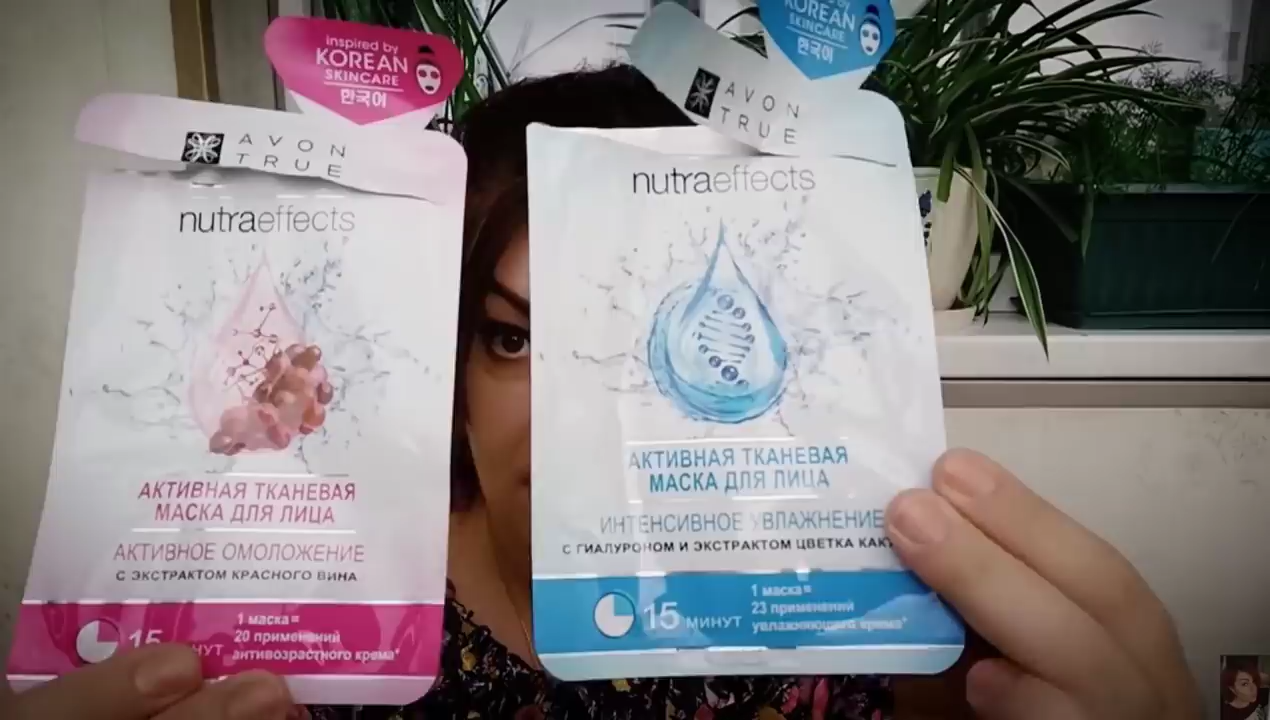 inspired by
KOREAN
SKINCARE
한국어
AVON
TRUE
nutraeffects
АКТИВНАЯ ТКАНЕВАЯ
МАСКА ДЛЯ ЛИЦА
АКТИВНОЕ ОМОЛОЖЕНИЕ
С ЭКСТРАКТОМ КРАСНОГО ВИНА
15
1 маска=
20 применений
антивозрастного крема*
KOREAN
SKINCARE
한국어
AVON
TRUE
nutraeffects
АКТИВНАЯ ТКАНЕВАЯ
МАСКА ДЛЯ ЛИЦА
ИНТЕНСИВНОЕ УВЛАЖНЕНИЕ
С ГИАЛУРОНОМ И ЭКСТРАКТОМ ЦВЕТКА
15 МИНУТ
1 маска=
23 применений
увлажняющего крема*